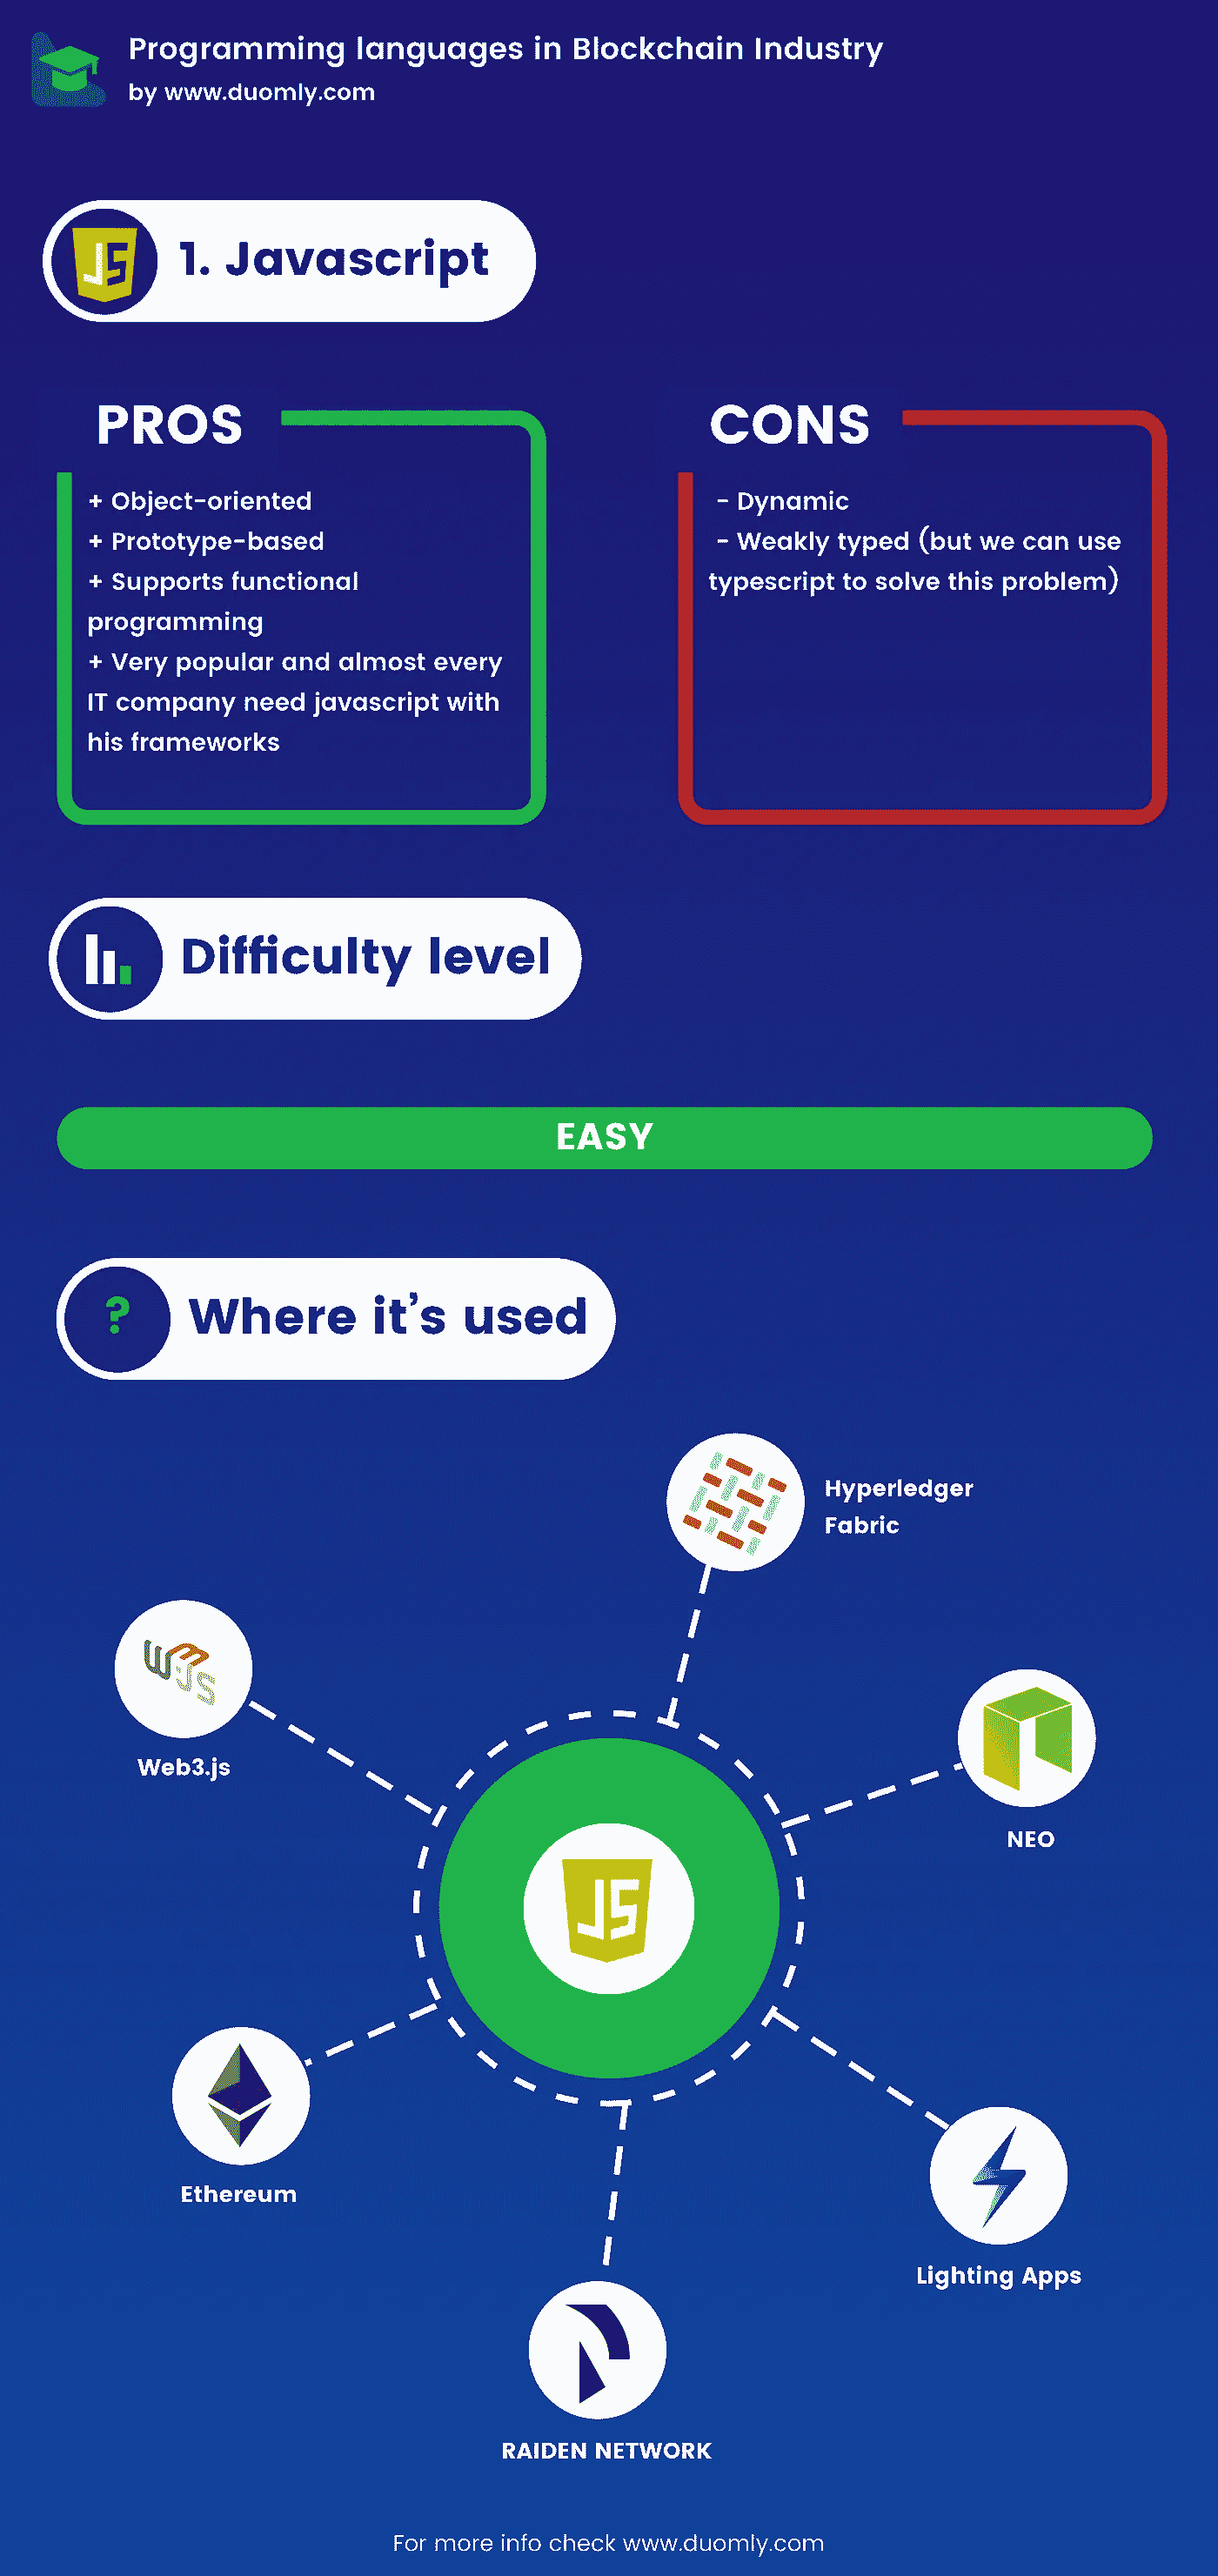 Programming languages in Blockchain Industry
by www.duomly.com
JS
1. Javascript
PROS
+ Object-oriented
+ Prototype-based
+ Supports functional
programming
+ Very popular and almost every
IT company need javascript with
his frameworks
CONS
- Dynamic
- Weakly typed (but we can use
typescript to solve this problem)
Difficulty level
EASY
? Where it's used
Hyperledger
Fabric
W3JS
Web3.js
NEO
JS
Ethereum
Lighting Apps
RAIDEN NETWORK
For more info check www.duomly.com